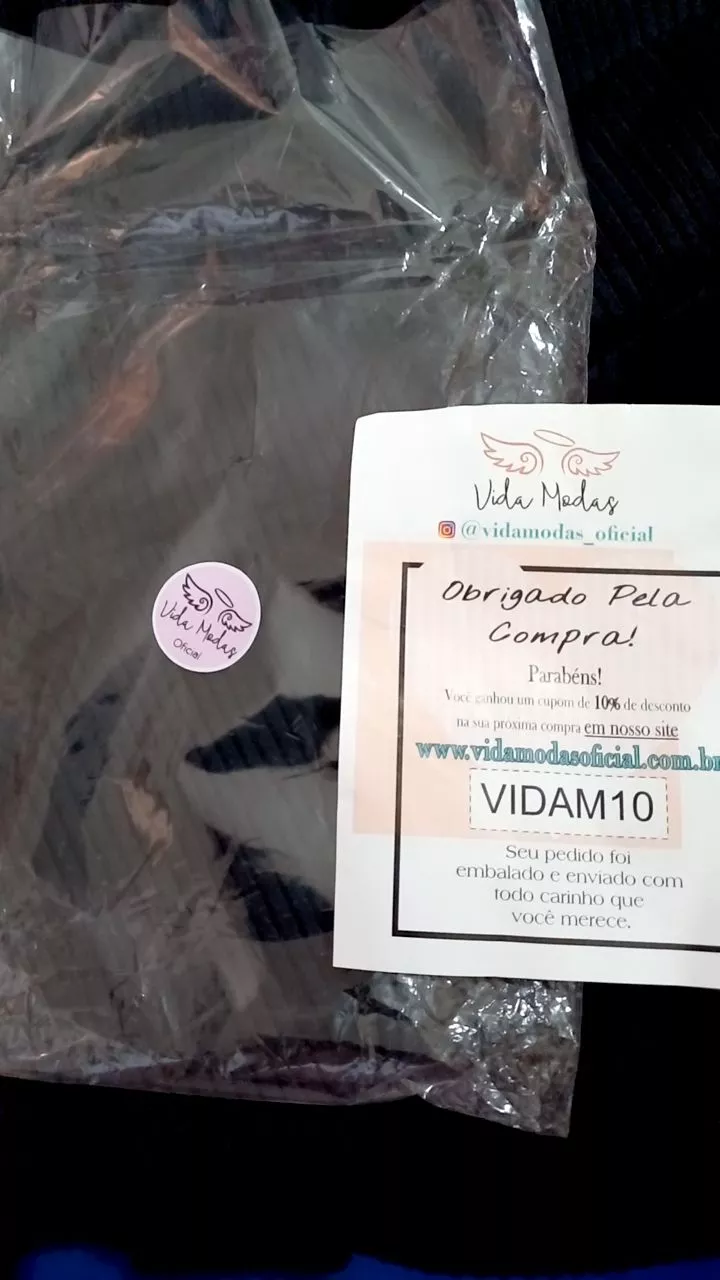 Vida Modas
Oficial
Vida Modas
@vidamodas_oficial
Obrigado Pela
Compra!
Parabéns!
Você ganhou um cupom de 10% de desconto
na sua próxima compra em nosso site
www.vidamodasoficial.com.br
VIDAM10
Seu pedido foi
embalado e enviado com
todo carinho que
você merece.